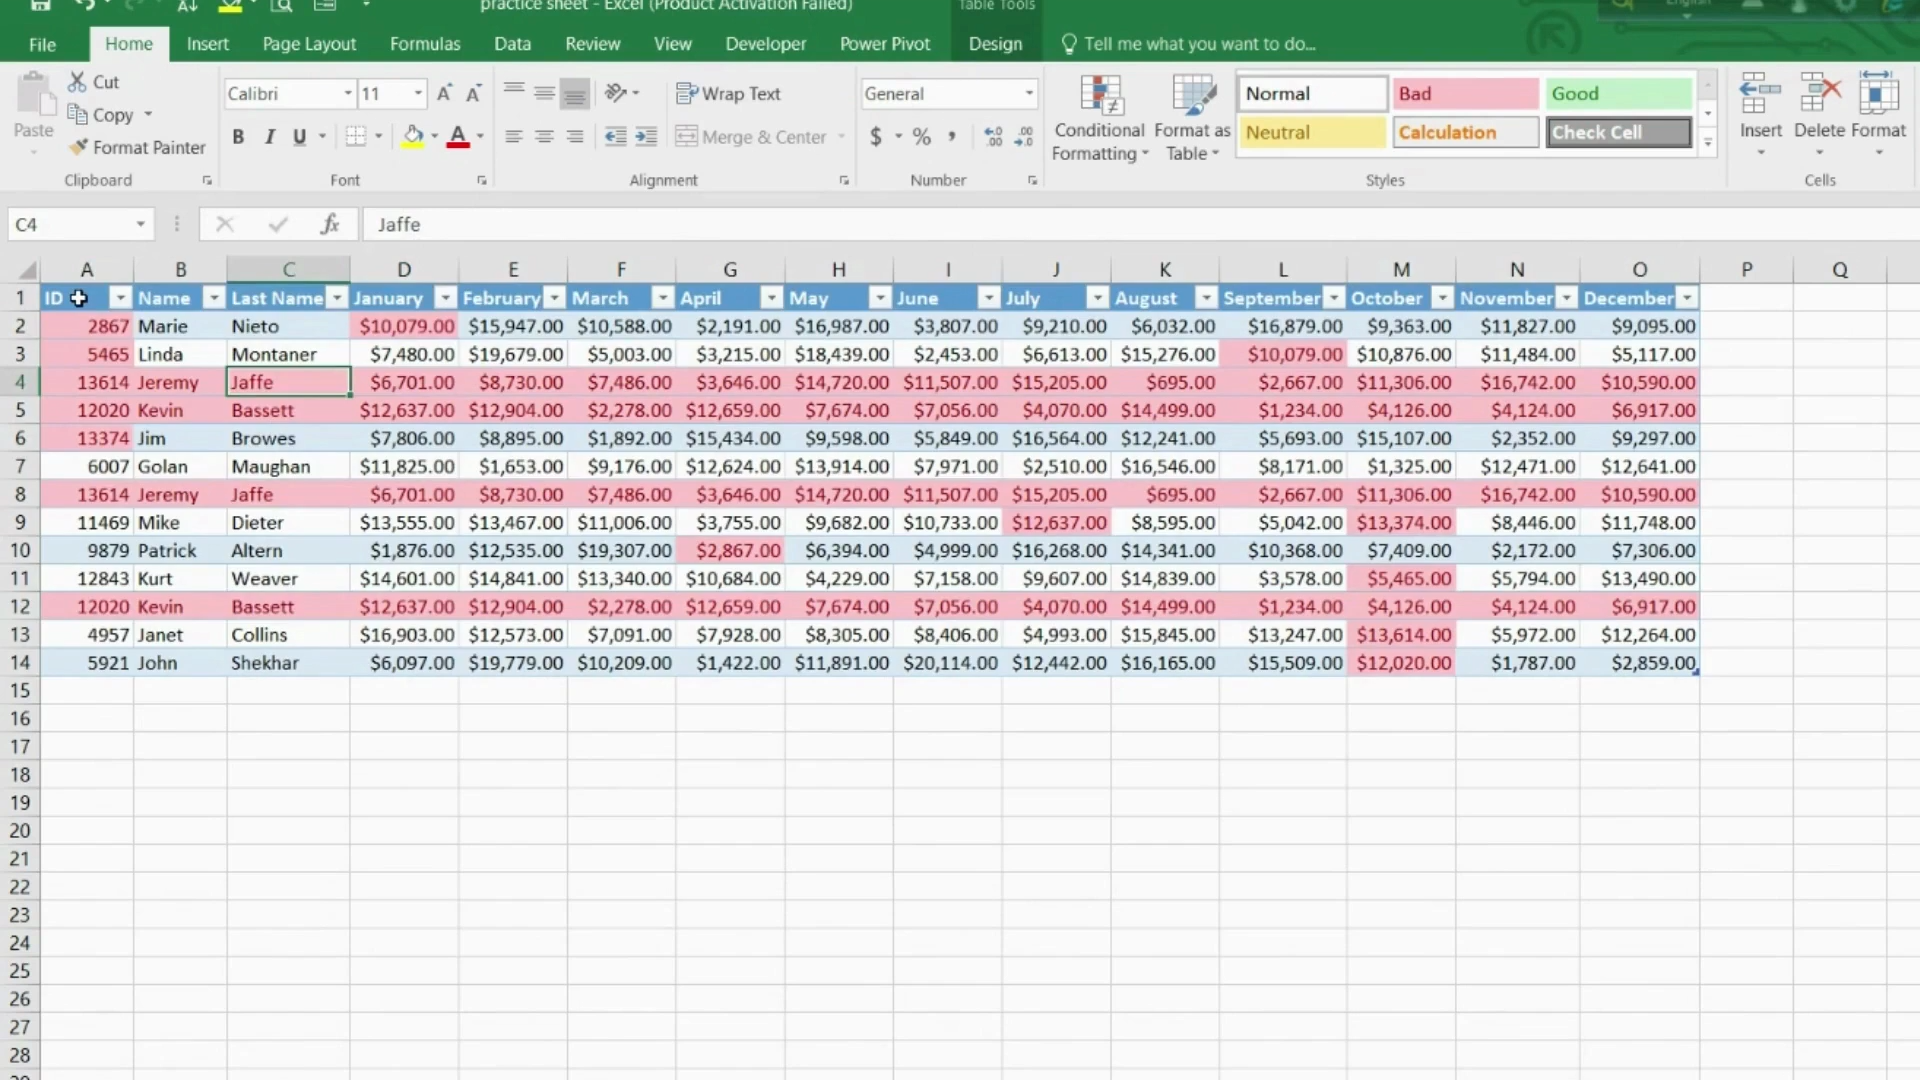 practice sheet - Excel (Product Activation Failed)
Table Tools
English
File Home Insert Page Layout Formulas Data Review View Developer Power Pivot Design Tell me what you want to do...
Paste
Cut
Copy
Format Painter
Clipboard
Calibri 11
B I U A
Font
Wrap Text
Merge & Center
Alignment
General
$ % ,
Number
Conditional Formatting
Format as Table
Normal Bad Good
Neutral Calculation Check Cell
Styles
Insert Delete Format
Cells
C4 fx Jaffe
A B C D E F G H I J K L M N O P Q
1 ID Name Last Name January February March April May June July August September October November December
2 2867 Marie Nieto $10,079.00 $15,947.00 $10,588.00 $2,191.00 $16,987.00 $3,807.00 $9,210.00 $6,032.00 $16,879.00 $9,363.00 $11,827.00 $9,095.00
3 5465 Linda Montaner $7,480.00 $19,679.00 $5,003.00 $3,215.00 $18,439.00 $2,453.00 $6,613.00 $15,276.00 $10,079.00 $10,876.00 $11,484.00 $5,117.00
4 13614 Jeremy Jaffe $6,701.00 $8,730.00 $7,486.00 $3,646.00 $14,720.00 $11,507.00 $15,205.00 $695.00 $2,667.00 $11,306.00 $16,742.00 $10,590.00
5 12020 Kevin Bassett $12,637.00 $12,904.00 $2,278.00 $12,659.00 $7,674.00 $7,056.00 $4,070.00 $14,499.00 $1,234.00 $4,126.00 $4,124.00 $6,917.00
6 13374 Jim Browes $7,806.00 $8,895.00 $1,892.00 $15,434.00 $9,598.00 $5,849.00 $16,564.00 $12,241.00 $5,693.00 $15,107.00 $2,352.00 $9,297.00
7 6007 Golan Maughan $11,825.00 $1,653.00 $9,176.00 $12,624.00 $13,914.00 $7,971.00 $2,510.00 $16,546.00 $8,171.00 $1,325.00 $12,471.00 $12,641.00
8 13614 Jeremy Jaffe $6,701.00 $8,730.00 $7,486.00 $3,646.00 $14,720.00 $11,507.00 $15,205.00 $695.00 $2,667.00 $11,306.00 $16,742.00 $10,590.00
9 11469 Mike Dieter $13,555.00 $13,467.00 $11,006.00 $3,755.00 $9,682.00 $10,733.00 $12,637.00 $8,595.00 $5,042.00 $13,374.00 $8,446.00 $11,748.00
10 9879 Patrick Altern $1,876.00 $12,535.00 $19,307.00 $2,867.00 $6,394.00 $4,999.00 $16,268.00 $14,341.00 $10,368.00 $7,409.00 $2,172.00 $7,306.00
11 12843 Kurt Weaver $14,601.00 $14,841.00 $13,340.00 $10,684.00 $4,229.00 $7,158.00 $9,607.00 $14,839.00 $3,578.00 $5,465.00 $5,794.00 $13,490.00
12 12020 Kevin Bassett $12,637.00 $12,904.00 $2,278.00 $12,659.00 $7,674.00 $7,056.00 $4,070.00 $14,499.00 $1,234.00 $4,126.00 $4,124.00 $6,917.00
13 4957 Janet Collins $16,903.00 $12,573.00 $7,091.00 $7,928.00 $8,305.00 $8,406.00 $4,993.00 $15,845.00 $13,247.00 $13,614.00 $5,972.00 $12,264.00
14 5921 John Shekhar $6,097.00 $19,779.00 $10,209.00 $1,422.00 $11,891.00 $20,114.00 $12,442.00 $16,165.00 $15,509.00 $12,020.00 $1,787.00 $2,859.00
15
16
17
18
19
20
21
22
23
24
25
26
27
28